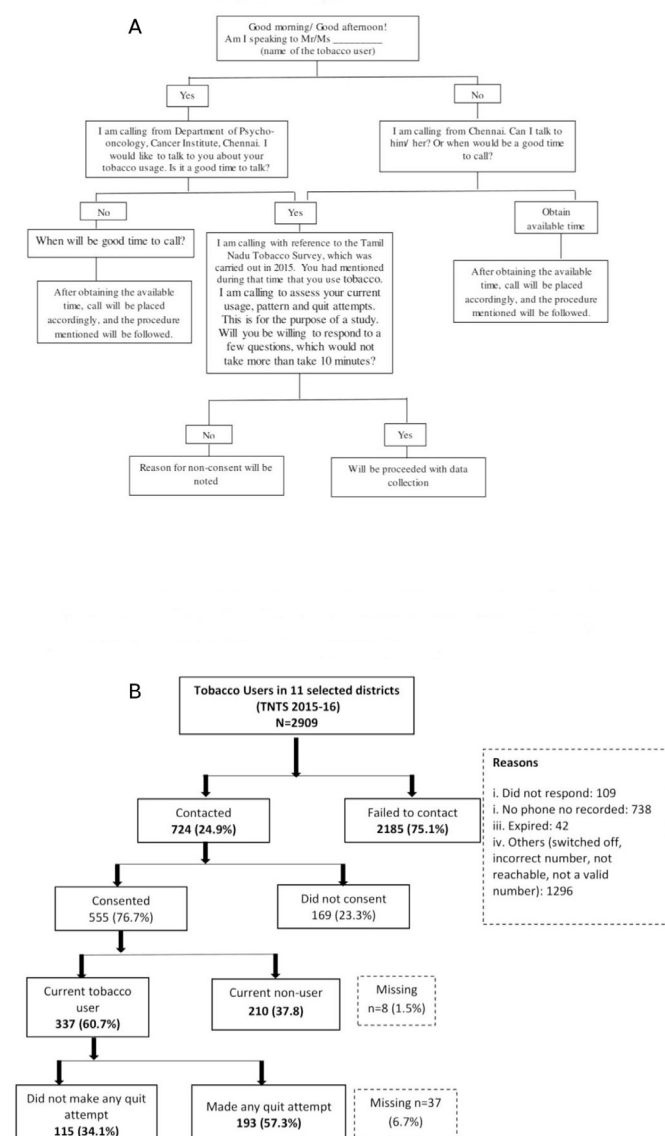 A
Good morning/ Good afternoon!
Am I speaking to Mr/Ms __________
(name of the tobacco user)
Yes
No
I am calling from Department of Psycho-
oncology, Cancer Institute, Chennai. I
would like to talk to you about your
tobacco usage. Is it a good time to talk?
I am calling from Chennai. Can I talk to
him/ her? Or when would be a good time
to call?
No
Yes
Obtain
available time
When will be good time to call?
I am calling with reference to the Tamil
Nadu Tobacco Survey, which was
carried out in 2015. You had mentioned
during that time that you use tobacco.
I am calling to assess your current
usage, pattern and quit attempts.
This is for the purpose of a study.
Will you be willing to respond to a
few questions, which would not
take more than take 10 minutes?
After obtaining the available
time, call will be placed
accordingly, and the procedure
mentioned will be followed.
After obtaining the available
time, call will be placed
accordingly, and the procedure
mentioned will be followed.
No
Yes
Reason for non-consent will be
noted
Will be proceeded with data
collection
B
Tobacco Users in 11 selected districts
(TNTS 2015-16)
N=2909
Reasons
i. Did not respond: 109
i. No phone no recorded: 738
iii. Expired: 42
iv. Others (switched off,
incorrect number, not
reachable, not a valid
number): 1296
Contacted
724 (24.9%)
Failed to contact
2185 (75.1%)
Consented
555 (76.7%)
Did not consent
169 (23.3%)
Current tobacco
user
337 (60.7%)
Current non-user
210 (37.8)
Missing
n=8 (1.5%)
Did not make any quit
attempt
115 (34.1%)
Made any quit attempt
193 (57.3%)
Missing n=37
(6.7%)